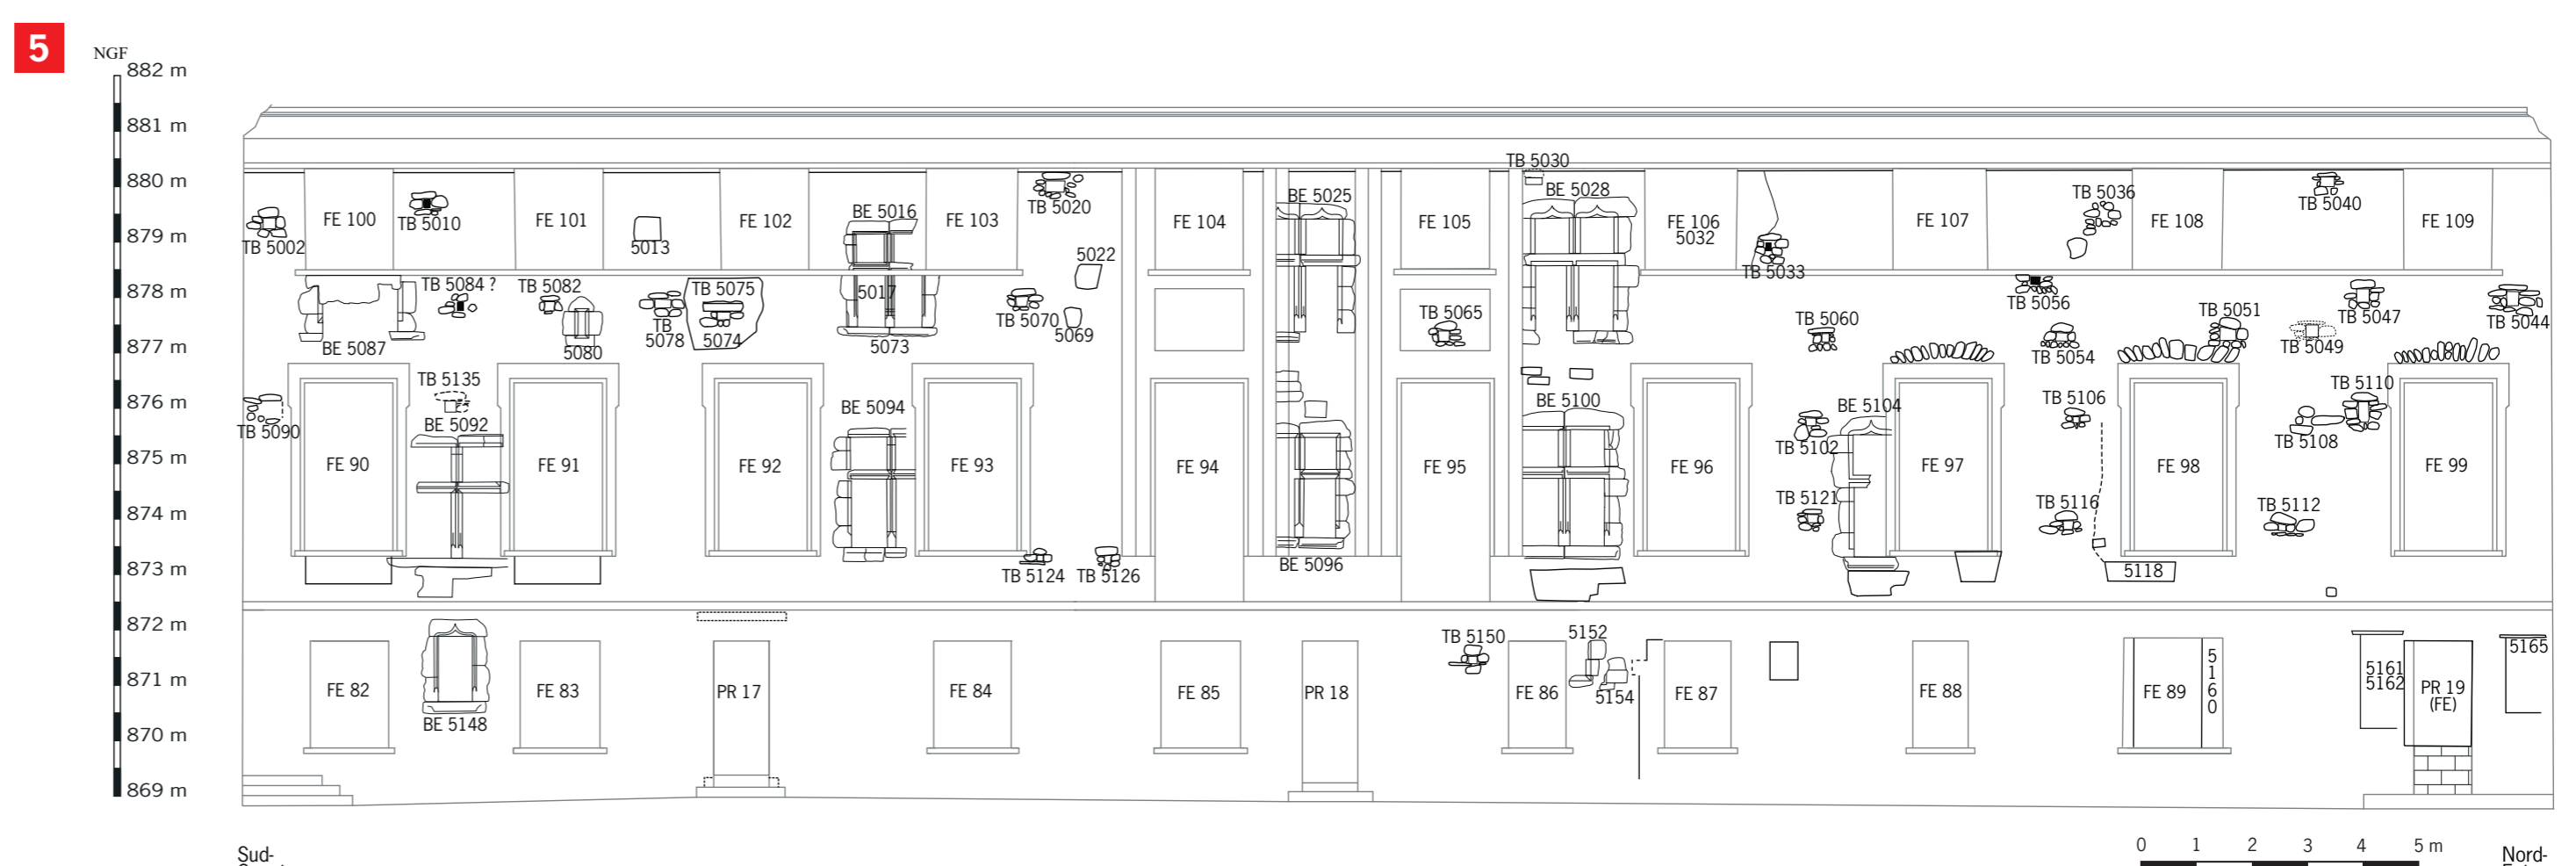 5
NGF
882 m
881 m
880 m
879 m
878 m
877 m
876 m
875 m
874 m
873 m
872 m
871 m
870 m
869 m
TB 5002
FE 100
TB 5010
FE 101
5013
FE 102
BE 5016
FE 103
TB 5020
5022
FE 104
BE 5025
FE 105
TB 5030
BE 5028
FE 106
5032
TB 5033
FE 107
TB 5036
FE 108
TB 5040
FE 109
BE 5087
TB 5084 ?
TB 5082
5080
TB
5078
TB 5075
5074
5017
5073
TB 5070
5069
TB 5065
TB 5060
TB 5056
TB 5054
TB 5051
TB 5049
TB 5047
TB 5044
TB 5090
FE 90
TB 5135
BE 5092
FE 91
FE 92
BE 5094
FE 93
TB 5124
TB 5126
FE 94
BE 5096
FE 95
BE 5100
FE 96
TB 5102
TB 5121
BE 5104
FE 97
TB 5106
TB 5116
5118
FE 98
TB 5108
TB 5110
TB 5112
FE 99
FE 82
BE 5148
FE 83
PR 17
FE 84
FE 85
PR 18
TB 5150
FE 86
5152
5154
FE 87
FE 88
FE 89
5
1
6
0
5161
5162
PR 19
(FE)
5165
Sud-
0 1 2 3 4 5 m
Nord-